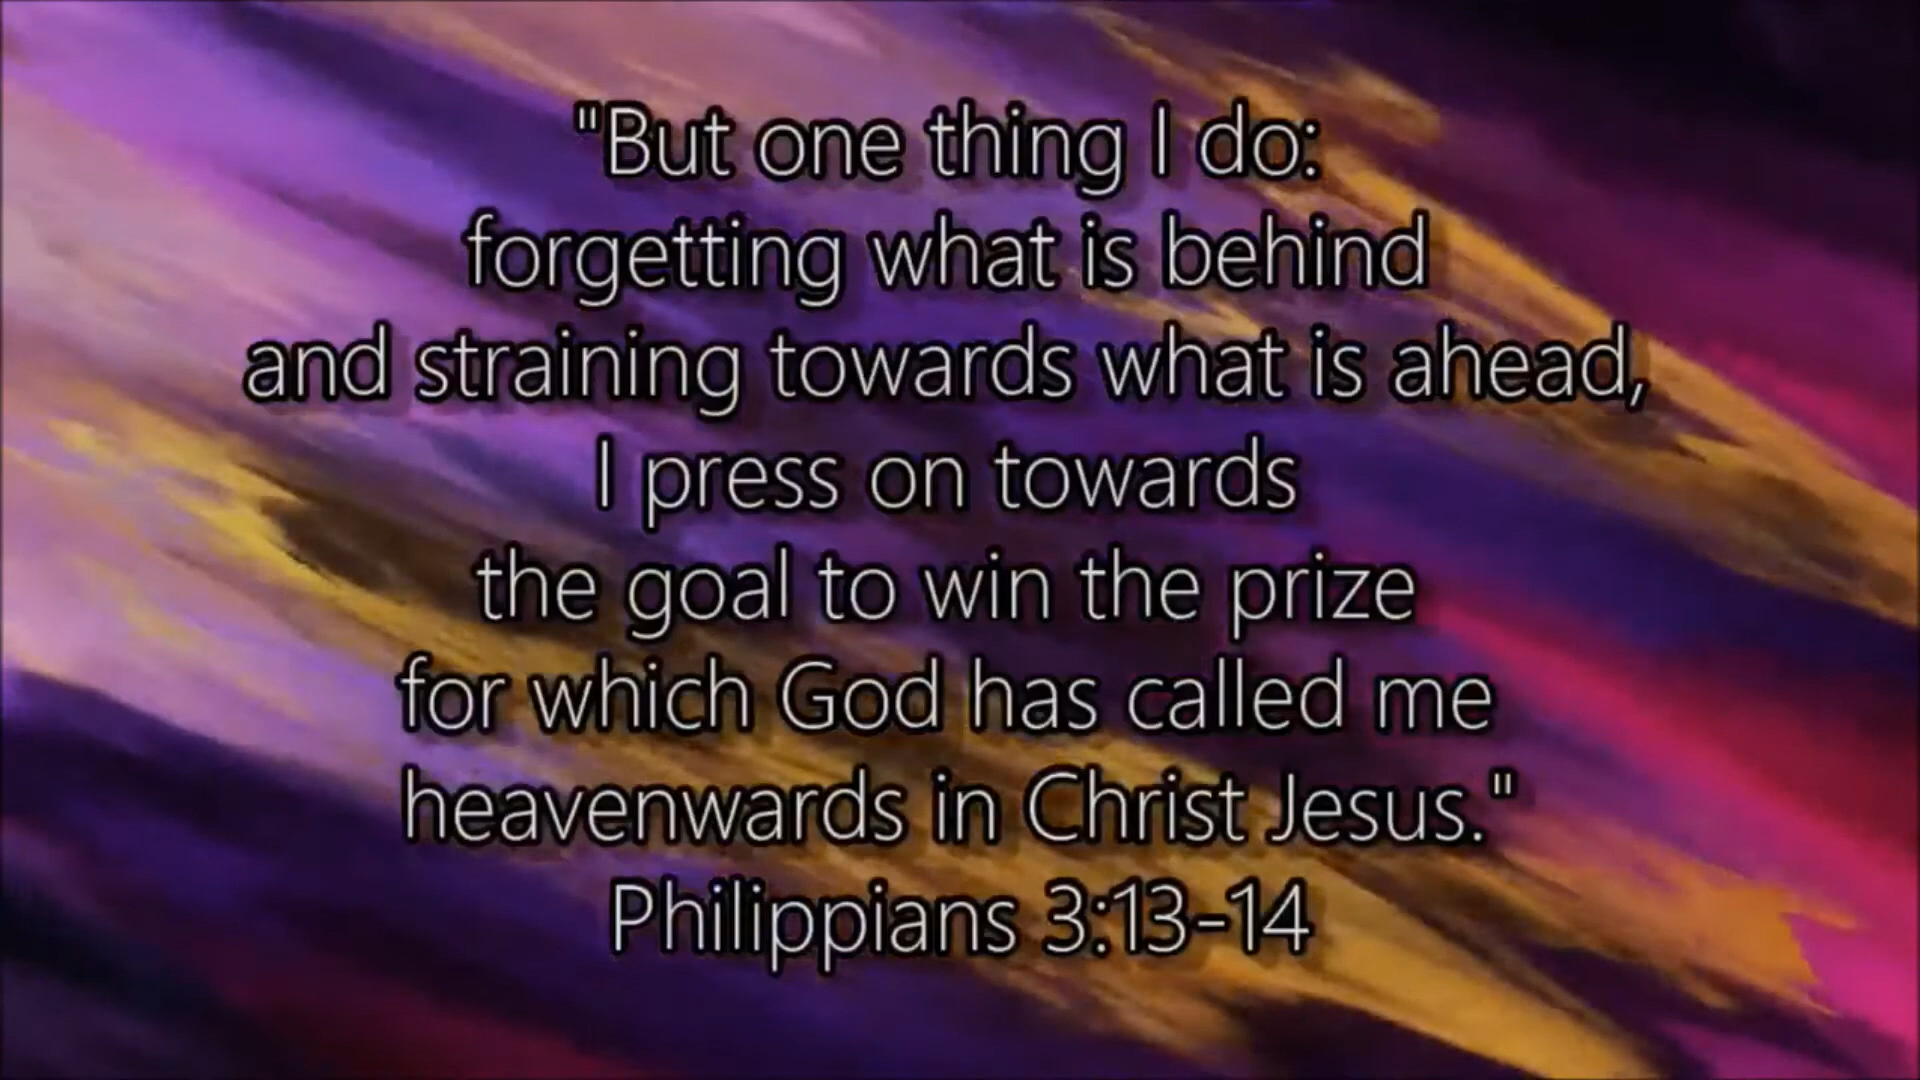 "But one thing I do:
forgetting what is behind
and straining towards what is ahead,
I press on towards
the goal to win the prize
for which God has called me
heavenwards in Christ Jesus."
Philippians 3:13-14